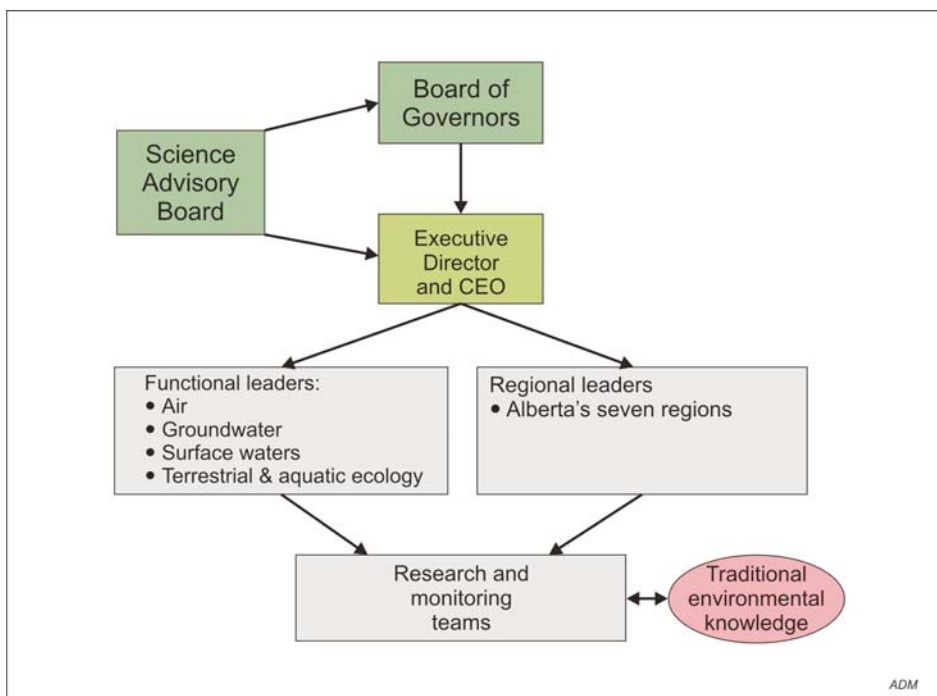 Board of
Governors
Science
Advisory
Board
Executive
Director
and CEO
Functional leaders:
• Air
• Groundwater
• Surface waters
• Terrestrial & aquatic ecology
Regional leaders
• Alberta's seven regions
Research and
monitoring
teams
Traditional
environmental
knowledge
ADM